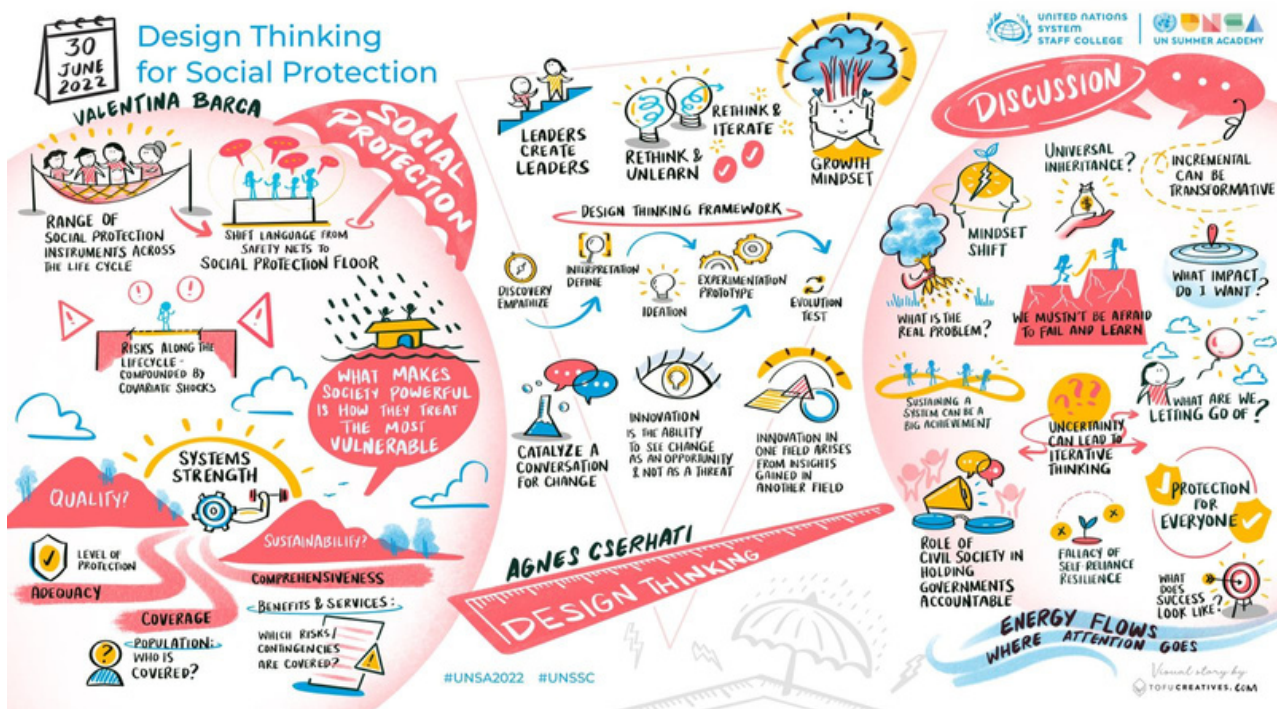 30
JUNE
2022
Design Thinking
for Social Protection
VALENTINA BARCA
SOCIAL
PROTECTION
RANGE OF
SOCIAL PROTECTION
INSTRUMENTS ACROSS
THE LIFE CYCLE
SHIFT LANGUAGE FROM
SAFETY NETS TO
SOCIAL PROTECTION FLOOR
RISKS ALONG THE
LIFECYCLE -
COMPOUNDED BY
COVARIATE SHOCKS
WHAT MAKES
SOCIETY POWERFUL
IS HOW THEY TREAT
THE MOST
VULNERABLE
SYSTEMS
STRENGTH
QUALITY?
SUSTAINABILITY?
LEVEL OF
PROTECTION
ADEQUACY
COMPREHENSIVENESS
COVERAGE
BENEFITS & SERVICES:
POPULATION:
WHO IS
COVERED?
WHICH RISKS/
CONTINGENCIES
ARE COVERED?
LEADERS
CREATE
LEADERS
RETHINK &
UNLEARN
RETHINK &
ITERATE
GROWTH
MINDSET
DESIGN THINKING FRAMEWORK
DISCOVERY
EMPATHIZE
INTERPRETATION
DEFINE
IDEATION
EXPERIMENTATION
PROTOTYPE
EVOLUTION
TEST
CATALYZE A
CONVERSATION
FOR CHANGE
INNOVATION
IS THE ABILITY
TO SEE CHANGE
AS AN OPPORTUNITY
& NOT AS A THREAT
INNOVATION IN
ONE FIELD ARISES
FROM INSIGHTS
GAINED IN
ANOTHER FIELD
AGNES CSERHATI
DESIGN THINKING
#UNSA2022 #UNSSC
UNITED NATIONS
SYSTEM
STAFF COLLEGE
UNSA
UN SUMMER ACADEMY
DISCUSSION
MINDSET
SHIFT
UNIVERSAL
INHERITANCE?
$
INCREMENTAL
CAN BE
TRANSFORMATIVE
WHAT IS THE
REAL PROBLEM?
WE MUSTN'T BE AFRAID
TO FAIL AND LEARN
WHAT IMPACT
DO I WANT?
SUSTAINING A
SYSTEM CAN BE A
BIG ACHIEVEMENT
???
UNCERTAINTY
CAN LEAD TO
ITERATIVE
THINKING
WHAT ARE WE
LETTING GO OF?
ROLE OF
CIVIL SOCIETY IN
HOLDING
GOVERNMENTS
ACCOUNTABLE
FALLACY OF
SELF-RELIANCE
RESILIENCE
PROTECTION
FOR
EVERYONE
WHAT
DOES
SUCCESS
LOOK LIKE?
ENERGY FLOWS
WHERE ATTENTION GOES
Visual story by
TOFUCREATIVES.COM